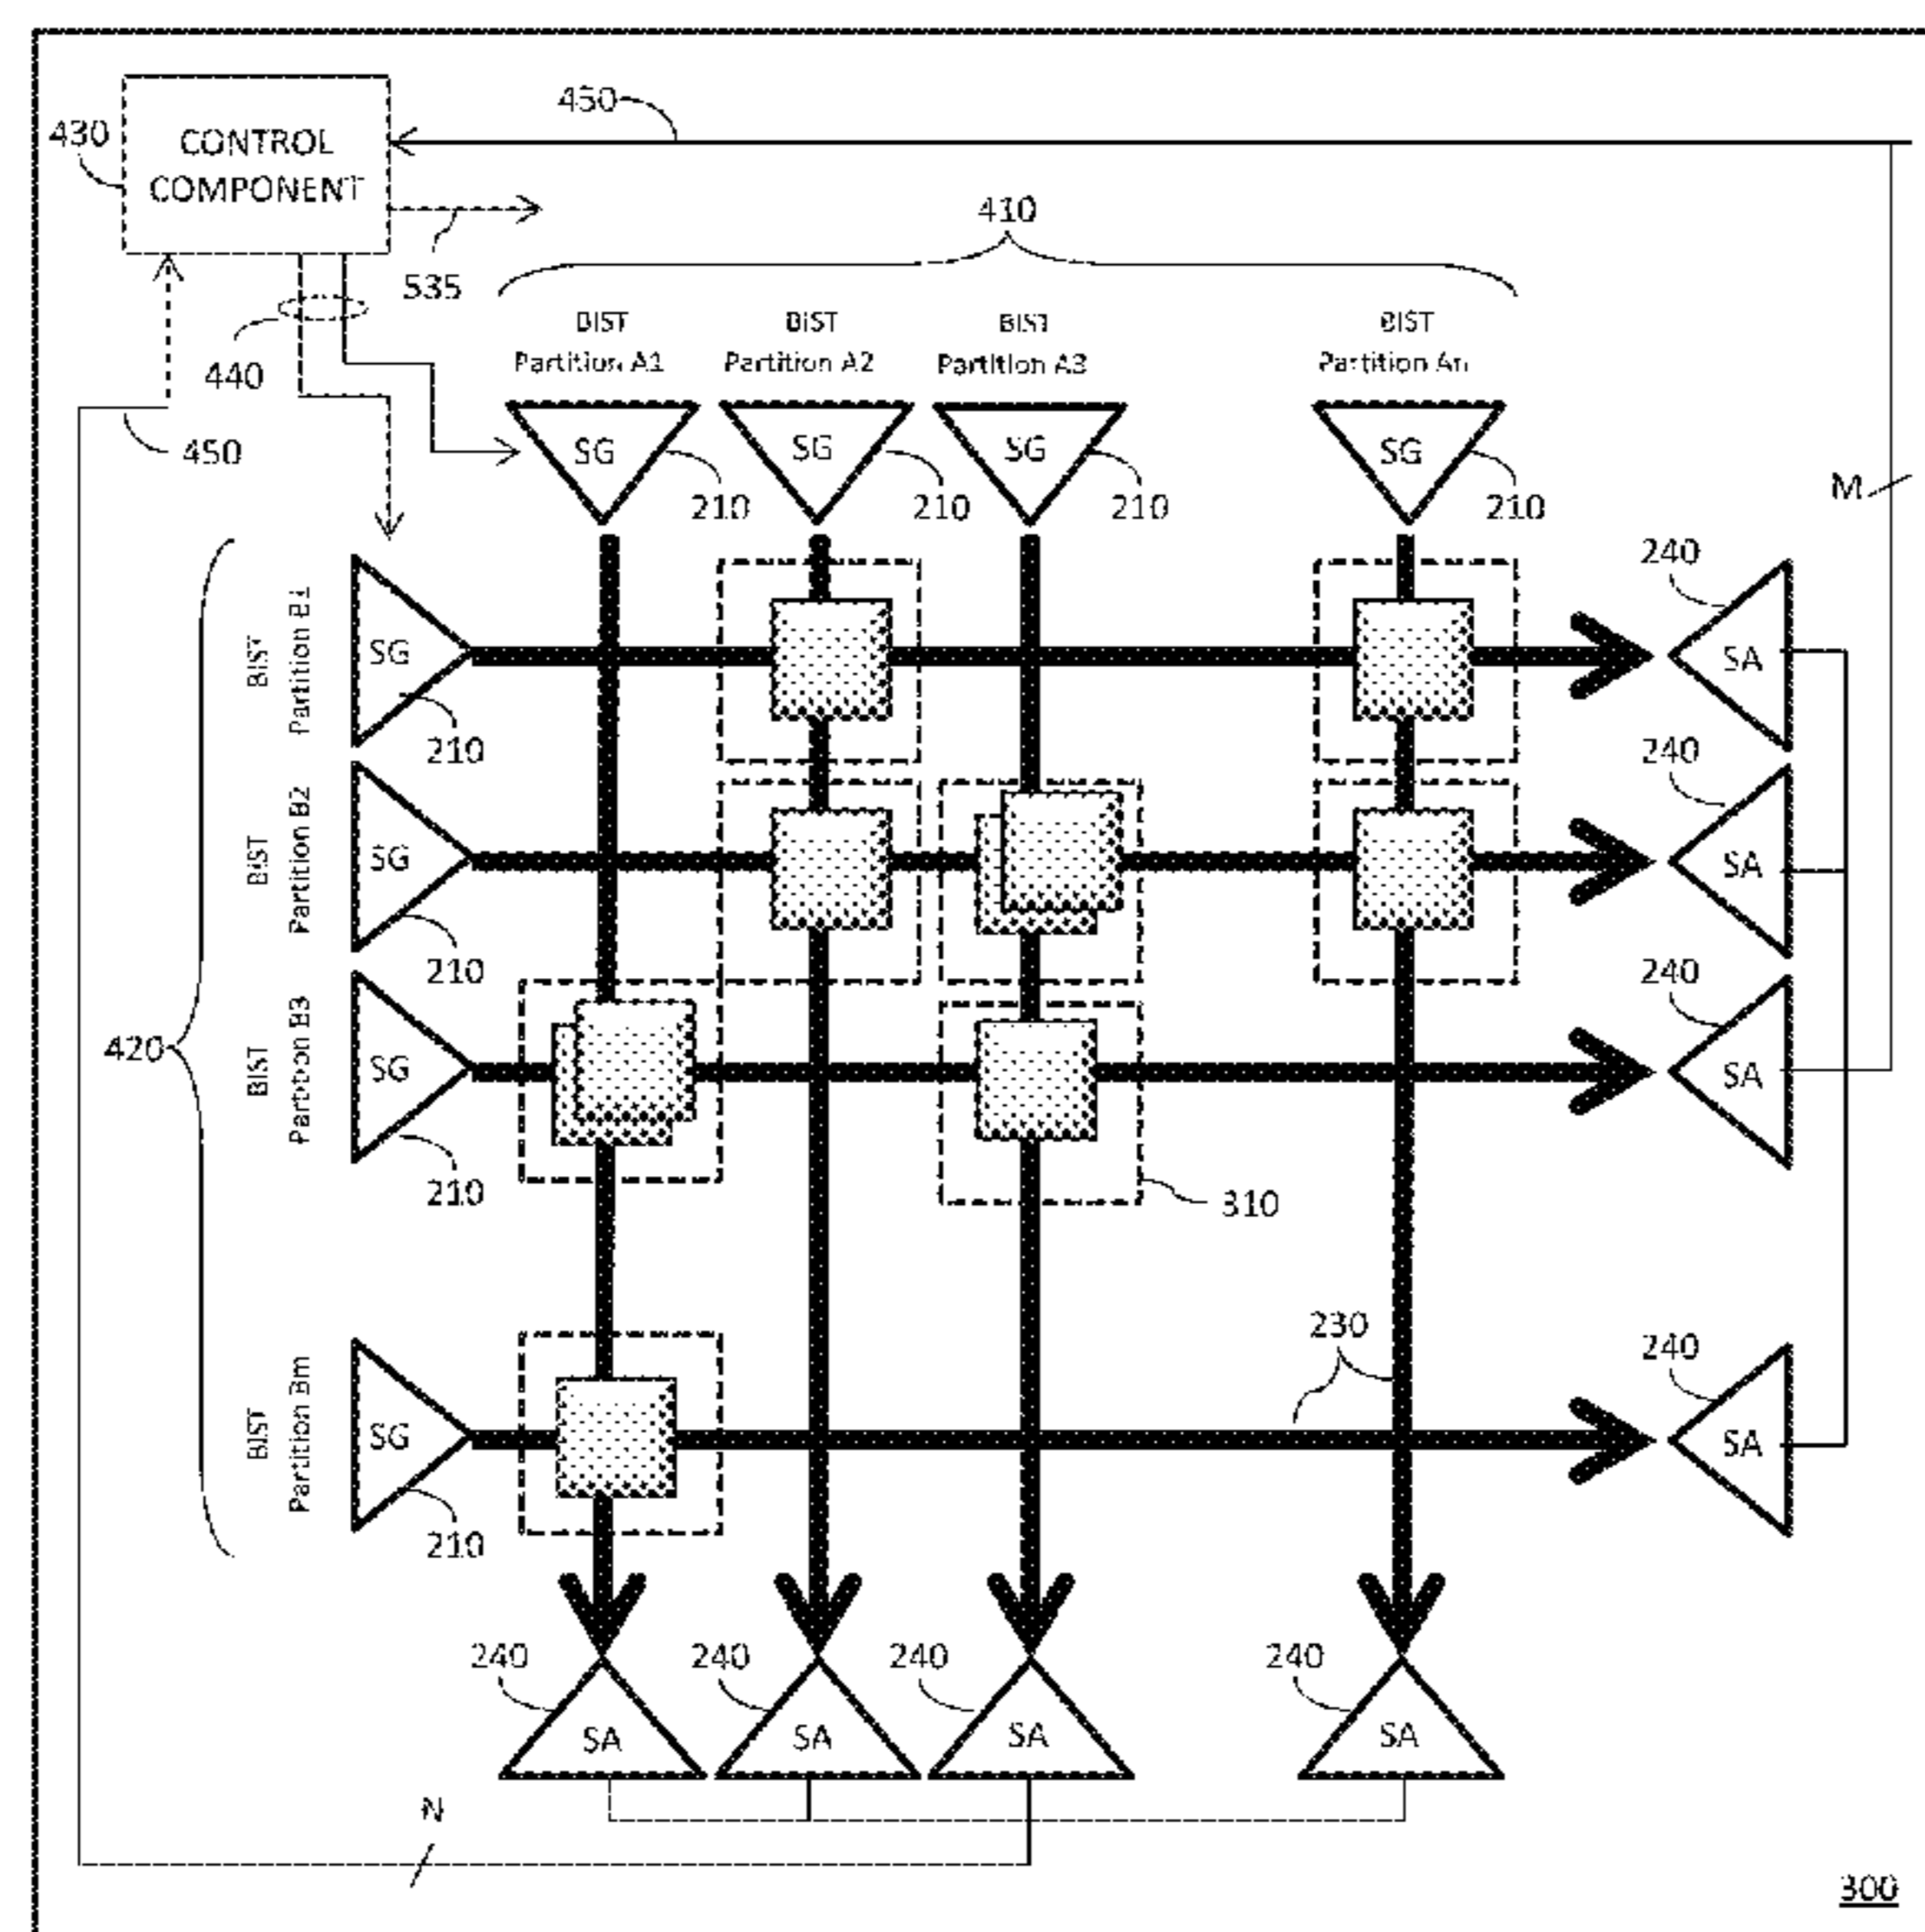 450
430
CONTROL
COMPONENT
410
535
440
BIST
Partition A1
BIST
Partition A2
BIST
Partition A3
BIST
Partition An
450
SG
SG
SG
SG
210
210
210
210
M
420
BIST
Partition B1
SG
210
240
SA
BIST
Partition B2
SG
210
240
SA
BIST
Partition B3
SG
210
240
SA
310
230
BIST
Partition Bm
SG
210
240
SA
240
240
240
240
SA
SA
SA
SA
N
300